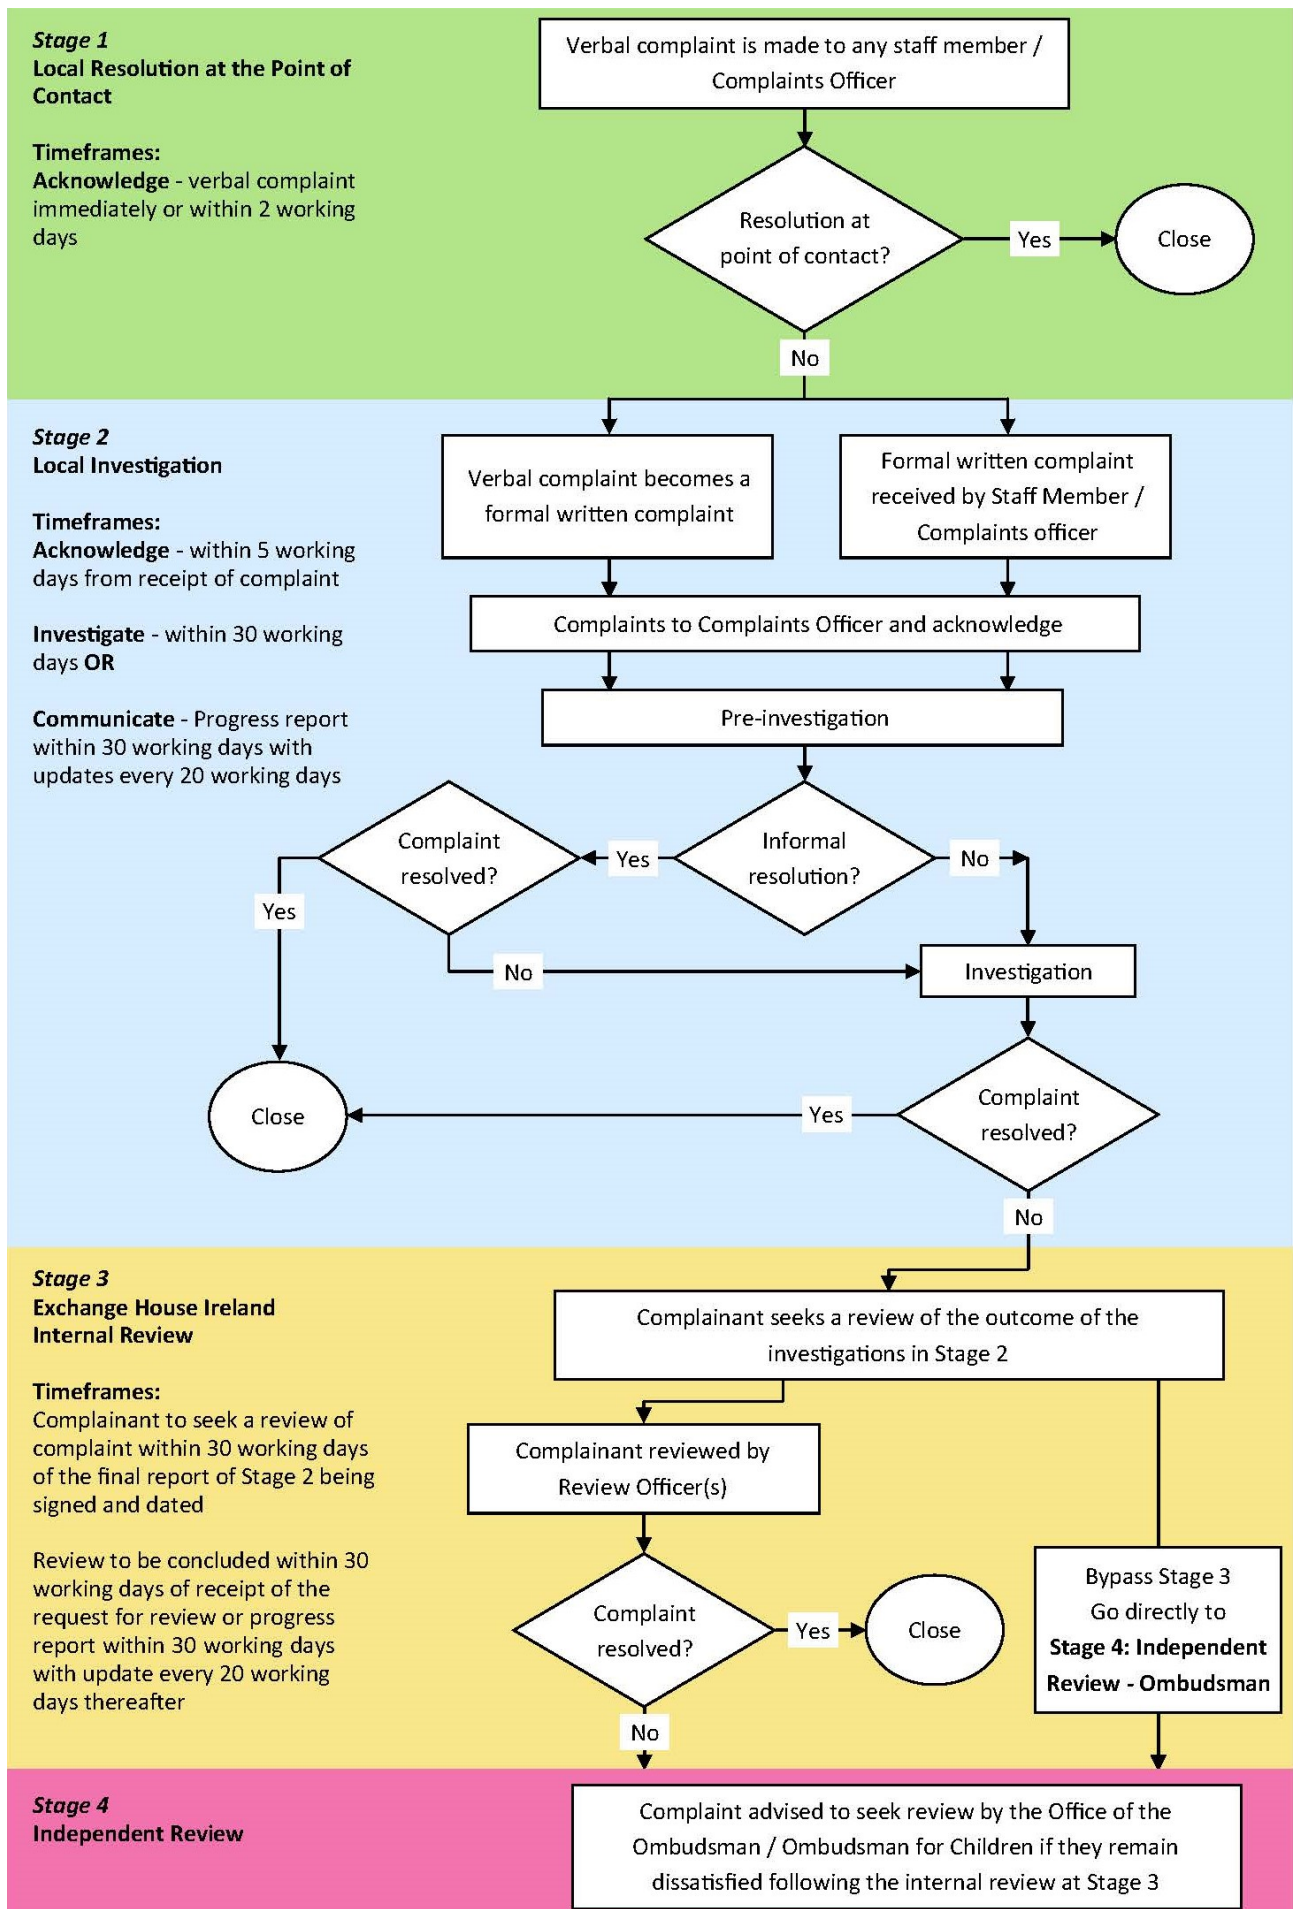 Stage 1
Local Resolution at the Point of
Contact
Timeframes:
Acknowledge - verbal complaint
immediately or within 2 working
days
Verbal complaint is made to any staff member /
Complaints Officer
Resolution at
point of contact?
Yes
Close
No
Stage 2
Local Investigation
Timeframes:
Acknowledge - within 5 working
days from receipt of complaint
Investigate - within 30 working
days OR
Communicate - Progress report
within 30 working days with
updates every 20 working days
Verbal complaint becomes a
formal written complaint
Formal written complaint
received by Staff Member /
Complaints officer
Complaints to Complaints Officer and acknowledge
Pre-investigation
Informal
resolution?
Yes
No
Complaint
resolved?
Yes
No
Investigation
Complaint
resolved?
Yes
Close
No
Stage 3
Exchange House Ireland
Internal Review
Timeframes:
Complainant to seek a review of
complaint within 30 working days
of the final report of Stage 2 being
signed and dated
Review to be concluded within 30
working days of receipt of the
request for review or progress
report within 30 working days
with update every 20 working
days thereafter
Complainant seeks a review of the outcome of the
investigations in Stage 2
Complainant reviewed by
Review Officer(s)
Complaint
resolved?
Yes
Close
No
Bypass Stage 3
Go directly to
Stage 4: Independent
Review - Ombudsman
Stage 4
Independent Review
Complaint advised to seek review by the Office of the
Ombudsman / Ombudsman for Children if they remain
dissatisfied following the internal review at Stage 3